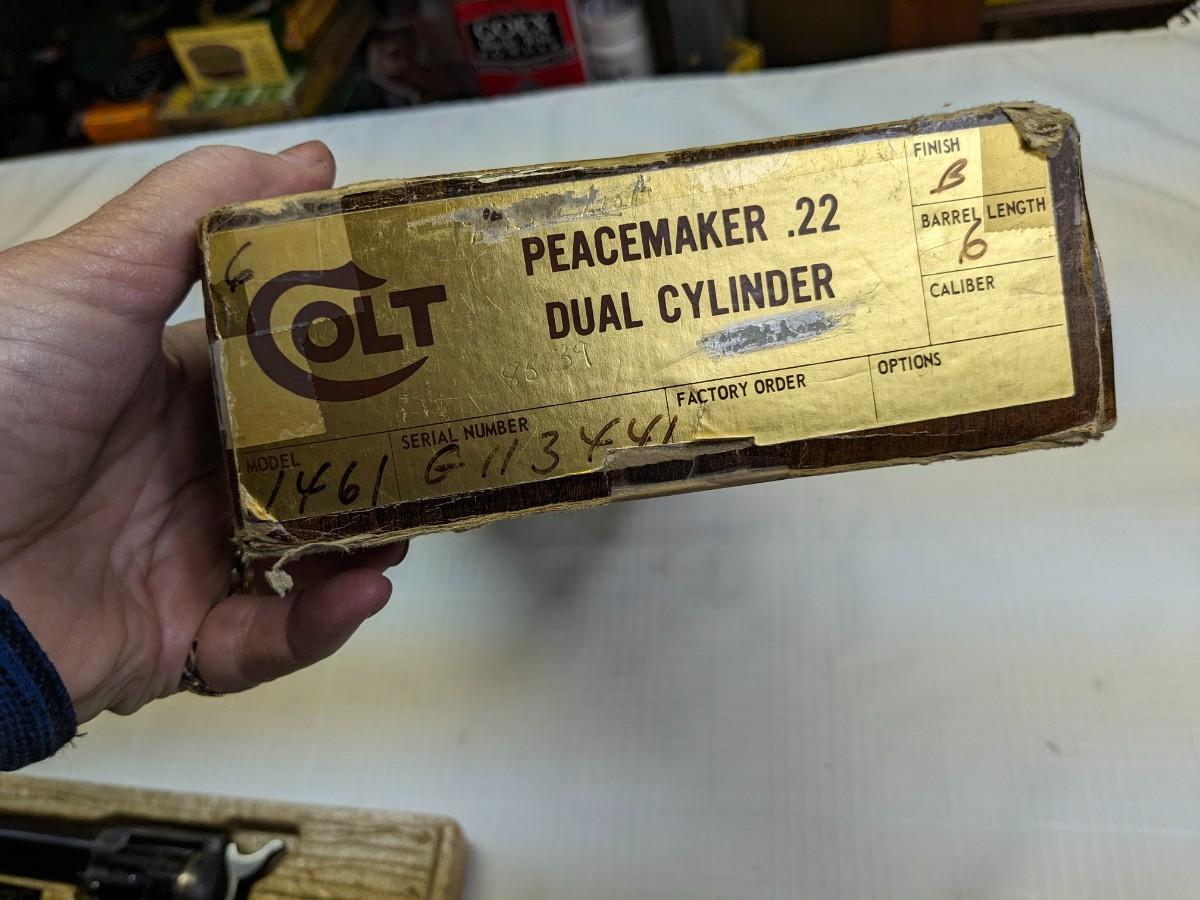 GOEX
6
COLT
PEACEMAKER .22
DUAL CYLINDER
FINISH
B
BARREL LENGTH
6
CALIBER
MODEL
1461
SERIAL NUMBER
G113441
FACTORY ORDER
OPTIONS